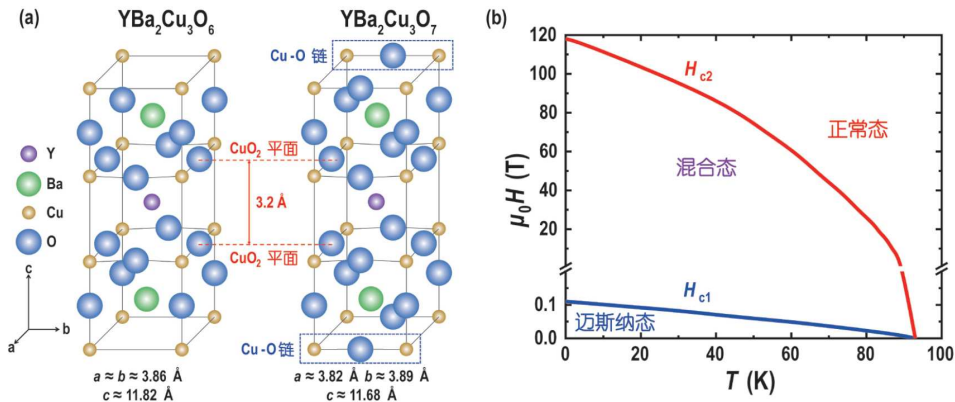 (a)
YBa₂Cu₃O₆
YBa₂Cu₃O₇
Cu-O 链
CuO₂ 平面
3.2 Å
CuO₂ 平面
Cu-O链
Y
Ba
Cu
O
c
b
a
a ≈ b ≈ 3.86 Å
c ≈ 11.82 Å
a ≈ 3.82 Å b ≈ 3.89 Å
c ≈ 11.68 Å
(b)
120
100
80
60
40
20
0.1
0.0
μ₀H (T)
Hc2
正常态
混合态
Hc1
迈斯纳态
0 20 40 60 80 100
T (K)